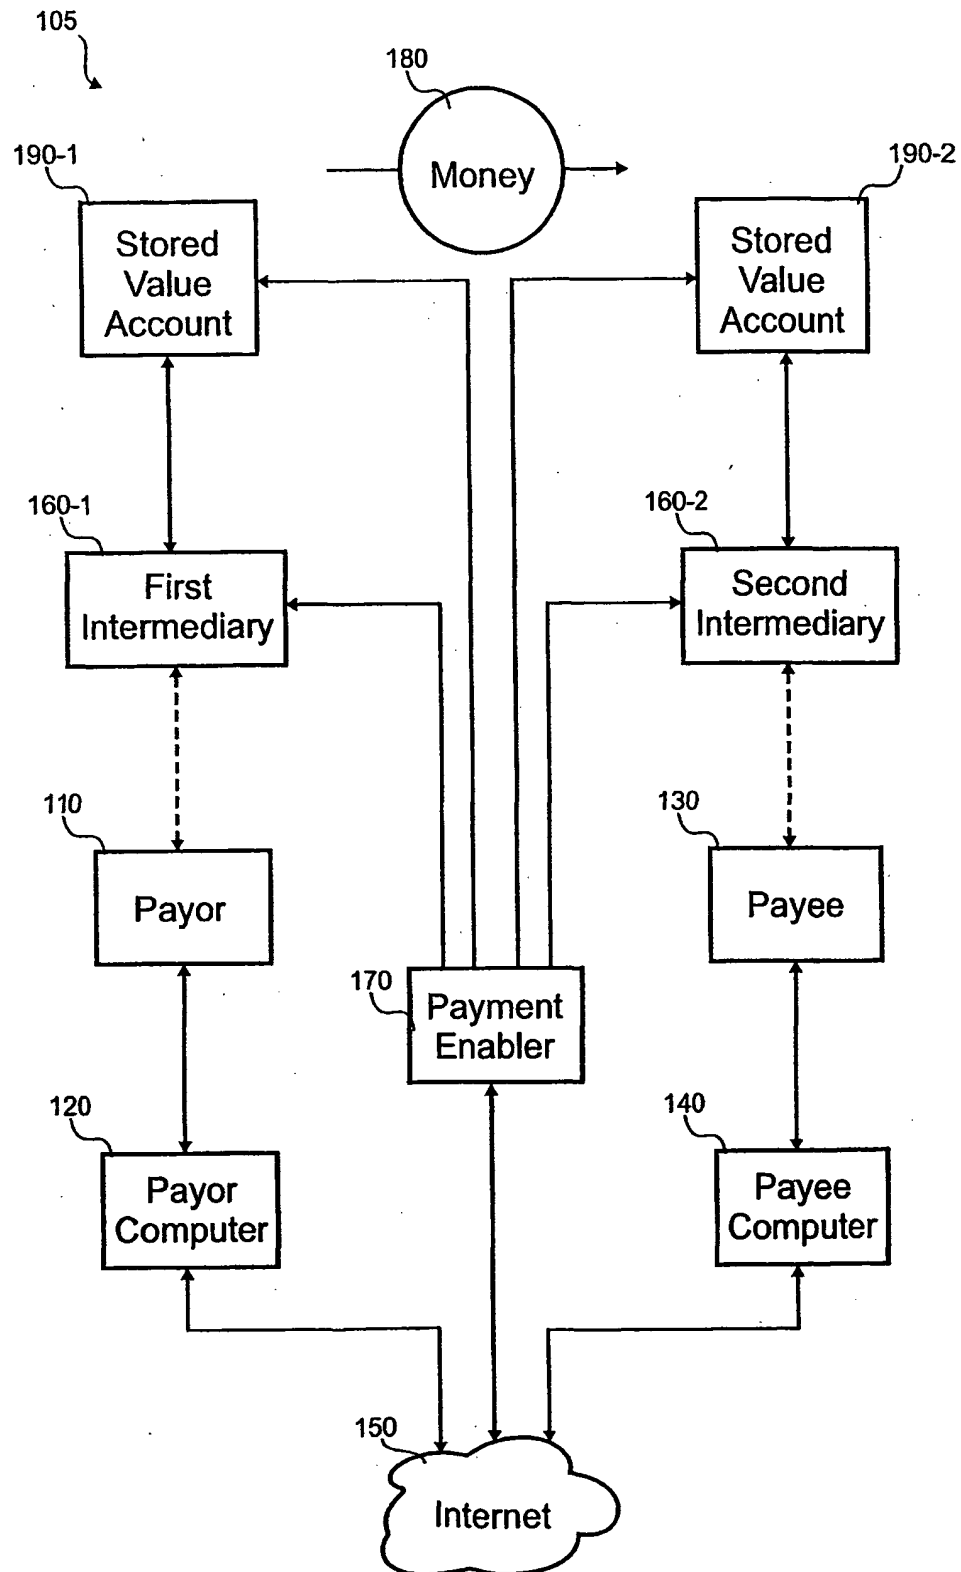 105
180
Money
190-1
190-2
Stored
Value
Account
Stored
Value
Account
160-1
160-2
First
Intermediary
Second
Intermediary
110
130
Payor
Payee
170
Payment
Enabler
120
140
Payor
Computer
Payee
Computer
150
Internet